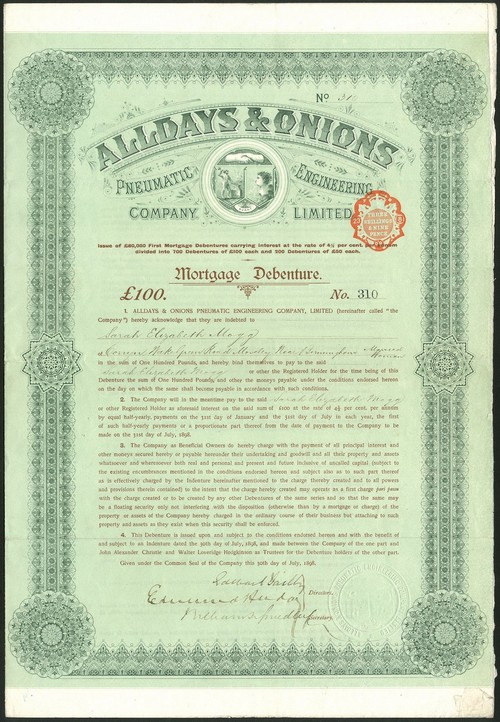 No 31
ALLDAYS & ONIONS
PNEUMATIC ENGINEERING
COMPANY LIMITED
THREE
SHILLINGS
& NINE
PENCE
Issue of £80,000 First Mortgage Debentures carrying interest at the rate of 4½ per cent. per annum
divided into 700 Debentures of £100 each and 200 Debentures of £50 each.
Mortgage Debenture.
£100. No. 310
1. ALLDAYS & ONIONS PNEUMATIC ENGINEERING COMPANY, LIMITED (hereinafter called "the
Company") hereby acknowledge that they are indebted to
Sarah Elizabeth Mogg
of Green Road Moseley Near Birmingham Married Woman
in the sum of One Hundred Pounds, and hereby bind themselves to pay to the said
Sarah Elizabeth Mogg or other the Registered Holder for the time being of this
Debenture the sum of One Hundred Pounds, and other the moneys payable under the conditions endorsed hereon
on the day on which the same shall become payable in accordance with such conditions.
2. The Company will in the meantime pay to the said Sarah Elizabeth Mogg
or other Registered Holder as aforesaid interest on the said sum of £100 at the rate of 4½ per cent. per annum
by equal half-yearly payments on the 31st day of January and the 31st day of July in each year, the first
of such half-yearly payments or a proportionate part thereof from the date of payment to the Company to be
made on the 31st day of July, 1898.
3. The Company as Beneficial Owners do hereby charge with the payment of all principal interest and
other moneys secured hereby or payable hereunder their undertaking and goodwill and all their property and assets
whatsoever and wheresoever both real and personal and present and future inclusive of uncalled capital (subject to
the existing encumbrances mentioned in the conditions endorsed hereon and subject also as to such part thereof
as is effectively charged by the Indenture hereinafter mentioned to the charge thereby created and to all powers
and provisions therein contained) to the intent that the charge hereby created may operate as a first charge pari passu
with the charge created or to be created by any other Debentures of the same series and so that the same may
be a floating security only not interfering with the disposition (otherwise than by a mortgage or charge) of the
property or assets of the Company hereby charged in the ordinary course of their business but attaching to such
property and assets as they exist when this security shall be enforced.
4. This Debenture is issued upon and subject to the conditions endorsed hereon and with the benefit of
and subject to an Indenture dated the 30th day of July, 1898, and made between the Company of the one part and
John Alexander Christie and Walter Loveridge Hodgkinson as Trustees for the Debenture holders of the other part.
Given under the Common Seal of the Company this 30th day of July, 1898.
Director.
Secretary.